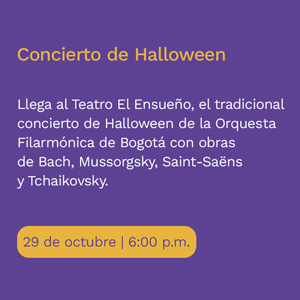 Concierto de Halloween
Llega al Teatro El Ensueño, el tradicional
concierto de Halloween de la Orquesta
Filarmónica de Bogotá con obras
de Bach, Mussorgsky, Saint-Saëns
y Tchaikovsky.
29 de octubre | 6:00 p.m.